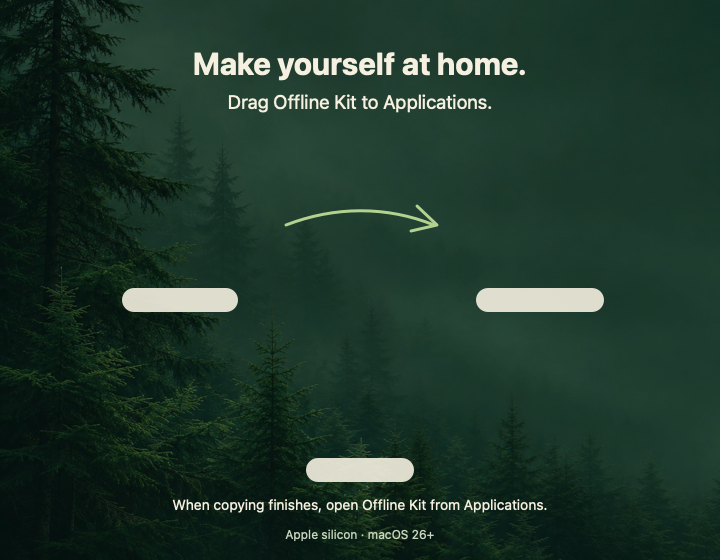 Make yourself at home.
Drag Offline Kit to Applications.
When copying finishes, open Offline Kit from Applications.
Apple silicon · macOS 26+